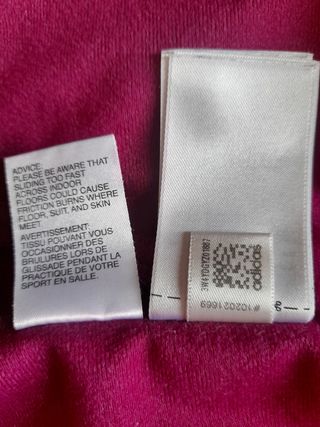 ADVICE:
PLEASE BE AWARE THAT
SLIDING TOO FAST
ACROSS INDOOR
FLOORS COULD CAUSE
FRICTION BURNS WHERE
FLOOR, SUIT, AND SKIN
MEET
AVERTISSEMENT:
TISSU POUVANT VOUS
OCCASIONNER DES
BRULURES LORS DE
GLISSADE PENDANT LA
PRACTIQUE DE VOTRE
SPORT EN SALLE.
adidas
#102021669